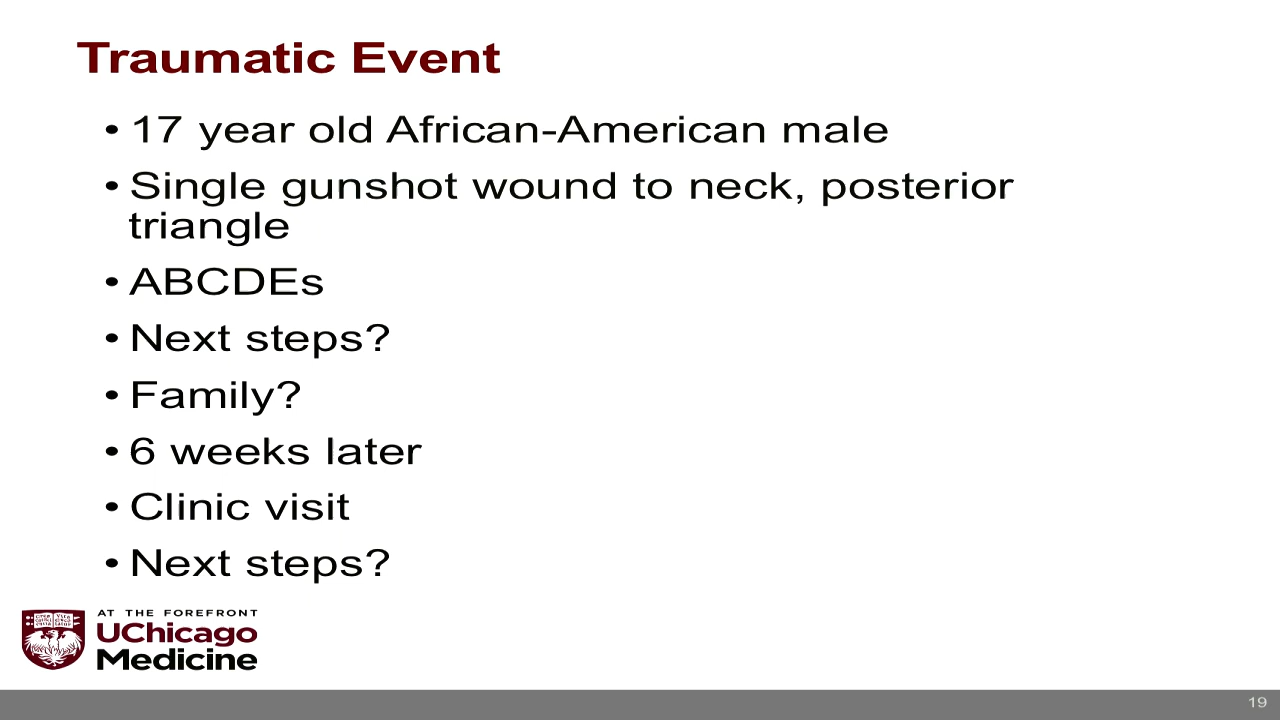 Traumatic Event
• 17 year old African-American male
• Single gunshot wound to neck, posterior
triangle
• ABCDEs
• Next steps?
• Family?
• 6 weeks later
• Clinic visit
• Next steps?
AT THE FOREFRONT
UChicago
Medicine
19